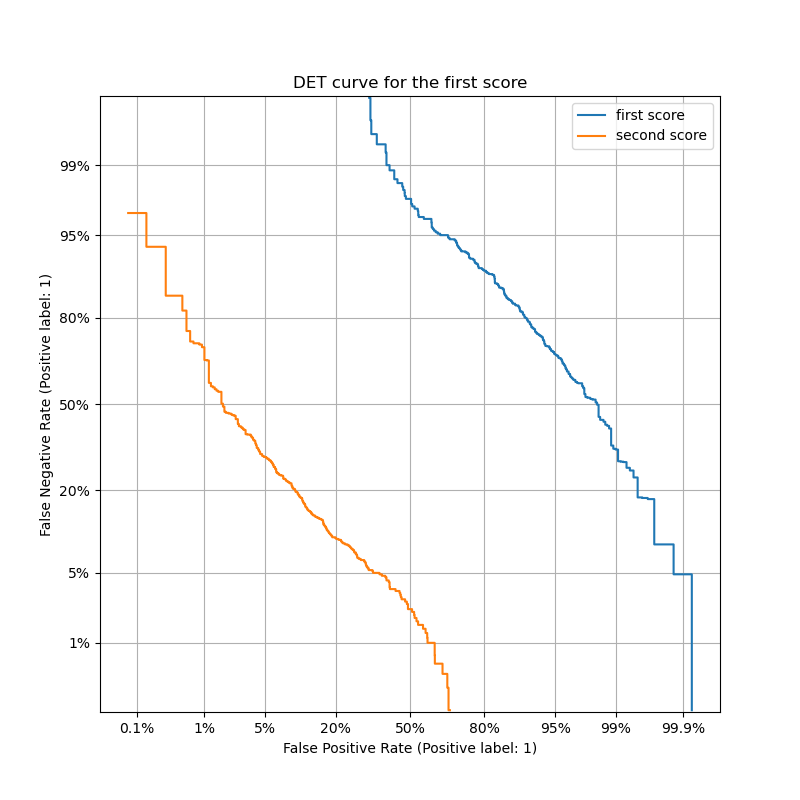 DET curve for the first score
first score
second score
99%
95%
80%
50%
20%
5%
1%
False Negative Rate (Positive label: 1)
0.1% 1% 5% 20% 50% 80% 95% 99% 99.9%
False Positive Rate (Positive label: 1)